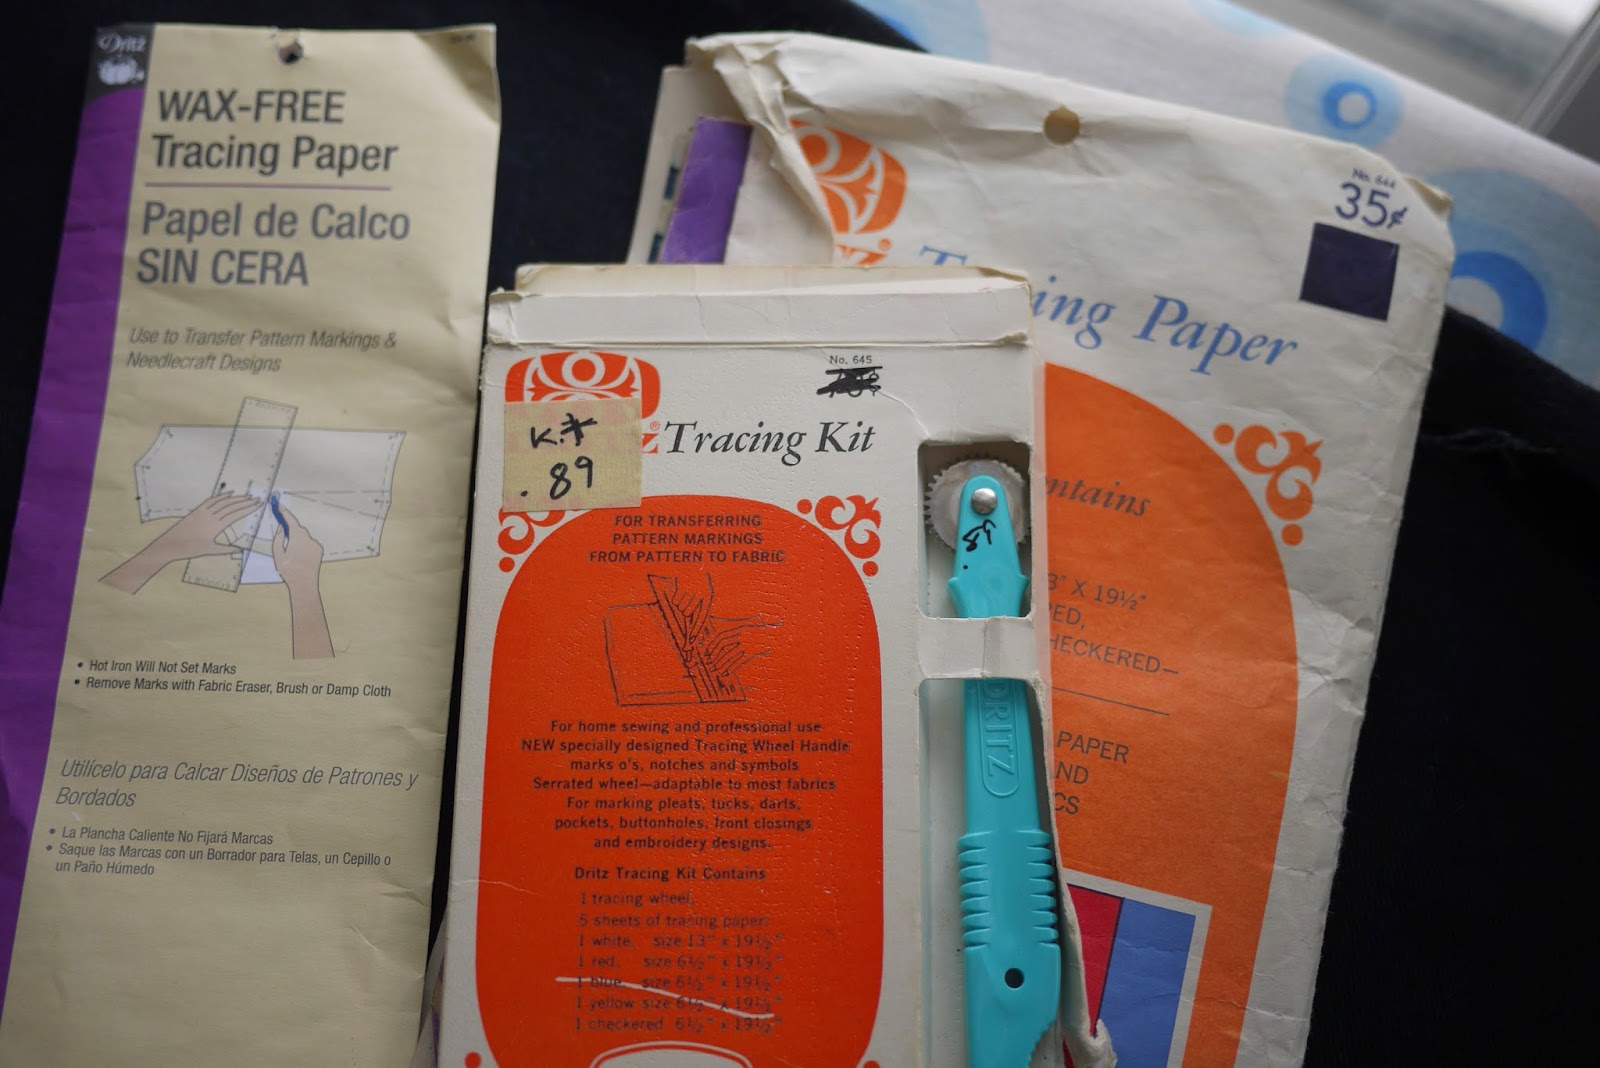 Dritz
WAX-FREE
Tracing Paper
Papel de Calco
SIN CERA
Use to Transfer Pattern Markings &
Needlecraft Designs
• Hot Iron Will Not Set Marks
• Remove Marks with Fabric Eraser, Brush or Damp Cloth
Utilícelo para Calcar Diseños de Patrones y
Bordados
• La Plancha Caliente No Fijará Marcas
• Saque las Marcas con un Borrador para Telas, un Cepillo o
un Paño Húmedo
No. 645
K.
.89
z Tracing Kit
FOR TRANSFERRING
PATTERN MARKINGS
FROM PATTERN TO FABRIC
For home sewing and professional use
NEW specially designed Tracing Wheel Handle
marks o's, notches and symbols
Serrated wheel—adaptable to most fabrics
For marking pleats, tucks, darts,
pockets, buttonholes, front closings
and embroidery designs.
Dritz Tracing Kit Contains
1 tracing wheel
5 sheets of tracing paper:
1 white, size 13" x 19½"
1 red, size 6½" x 19½"
1 blue, size 6½" x 19½"
1 yellow size 6½" x 19½"
1 checkered 6½" x 19½"
89
DRITZ
No. 644
35¢
Tracing Paper
ntains
3" X 19½"
RED,
HECKERED—
PAPER
ND
CS